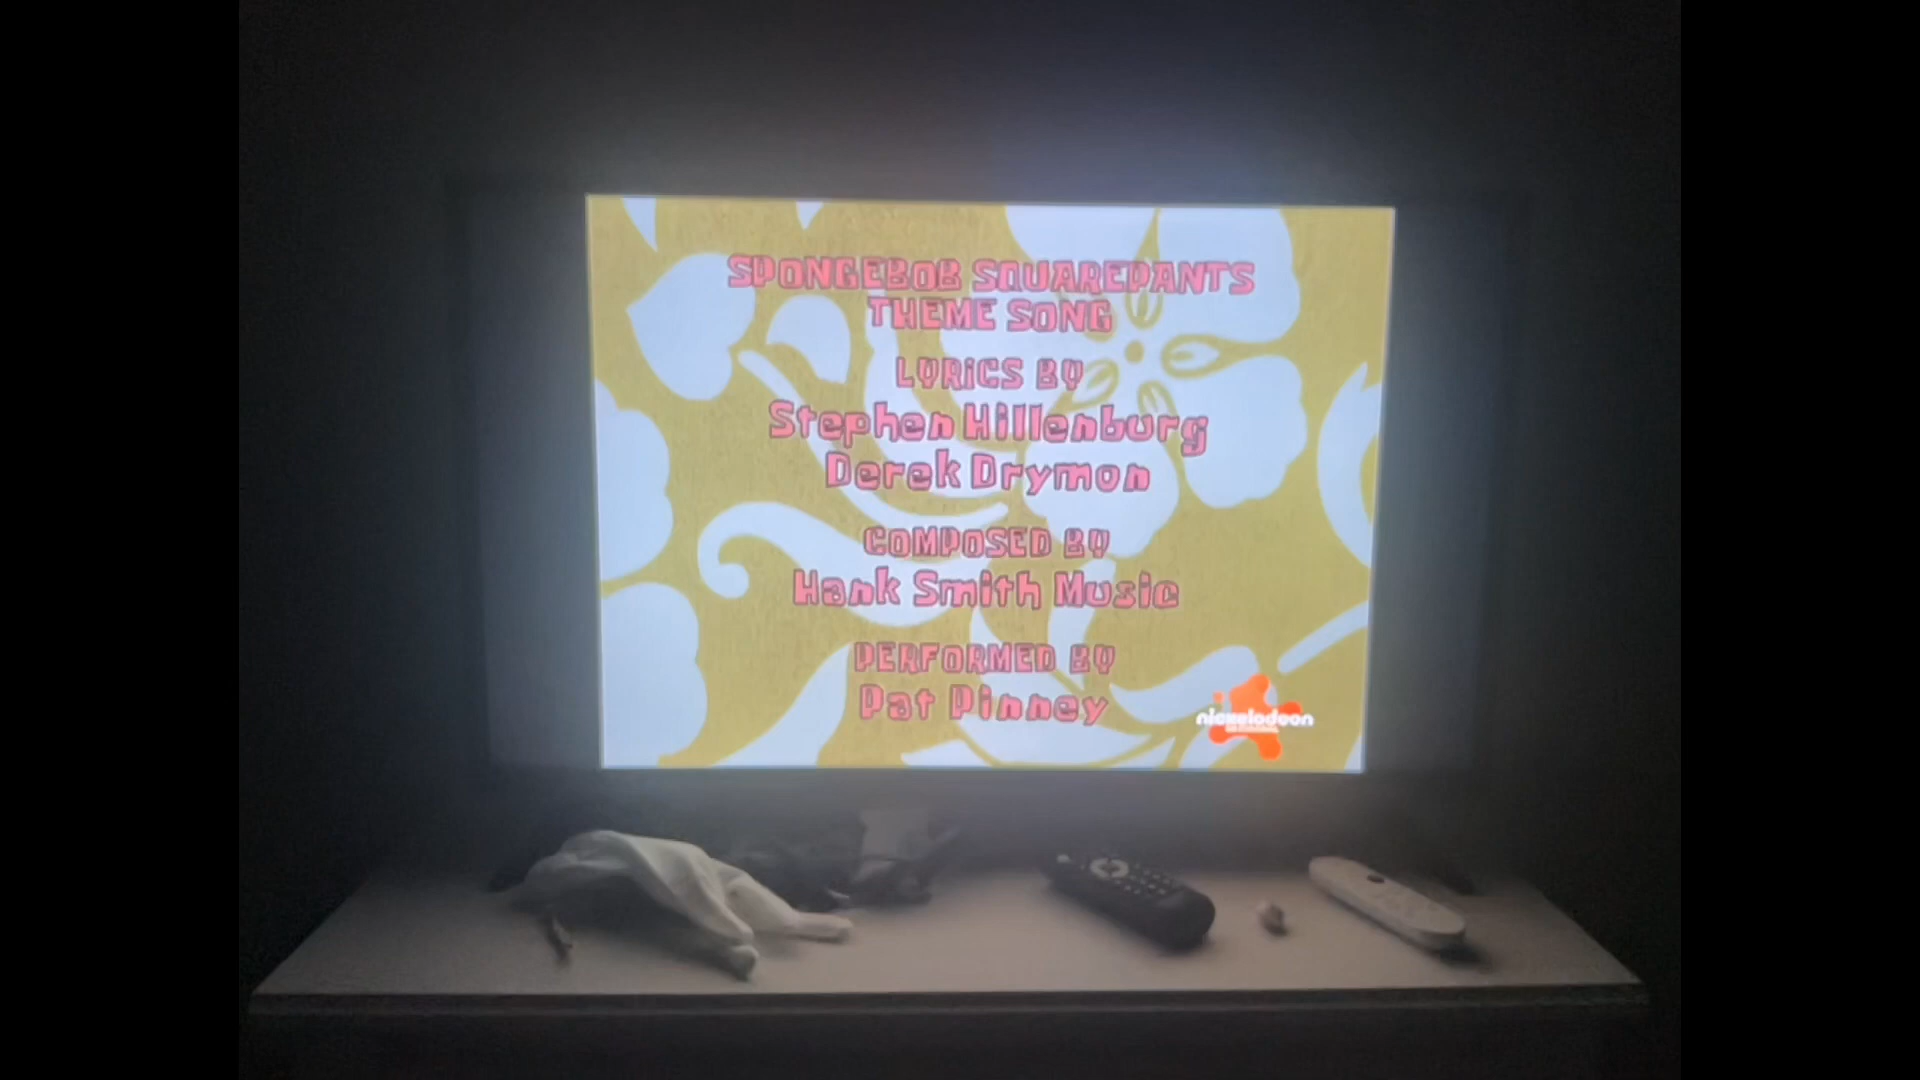 SPONGEBOB SQUAREPANTS
THEME SONG
LYRiCS BY
Stephen Hillenburg
Derek Drymon
COMPOSED BY
Hank Smith Music
PERFORMED BY
Pat Pinney
nickelodeon